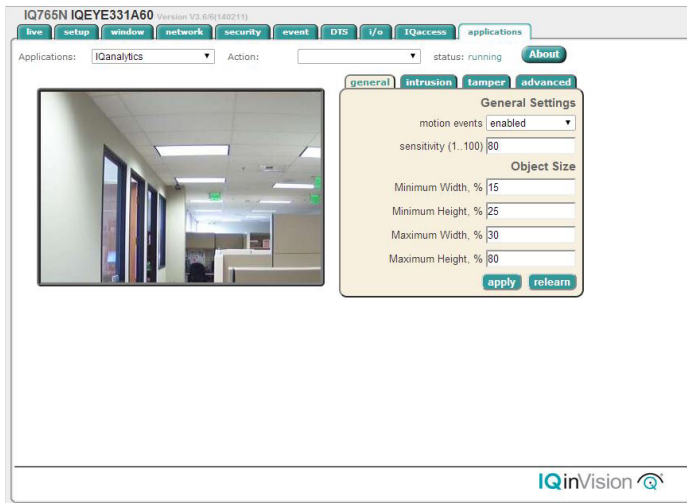 IQ765N IQEYE331A60 Version V3.6/6(140211)
live setup window network security event DTS i/o IQaccess applications
Applications: IQanalytics Action: status: running About
general intrusion tamper advanced
General Settings
motion events enabled
sensitivity (1..100) 80
Object Size
Minimum Width, % 15
Minimum Height, % 25
Maximum Width, % 30
Maximum Height, % 80
apply relearn
IQinVision